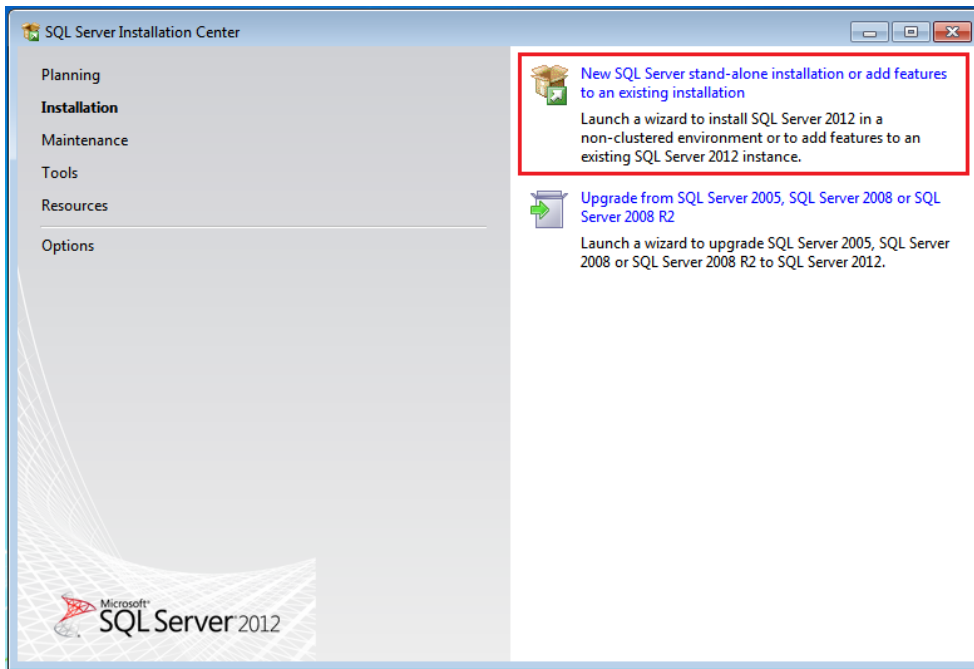 SQL Server Installation Center
Planning
Installation
Maintenance
Tools
Resources
Options
New SQL Server stand-alone installation or add features
to an existing installation
Launch a wizard to install SQL Server 2012 in a
non-clustered environment or to add features to an
existing SQL Server 2012 instance.
Upgrade from SQL Server 2005, SQL Server 2008 or SQL
Server 2008 R2
Launch a wizard to upgrade SQL Server 2005, SQL Server
2008 or SQL Server 2008 R2 to SQL Server 2012.
Microsoft®
SQL Server® 2012